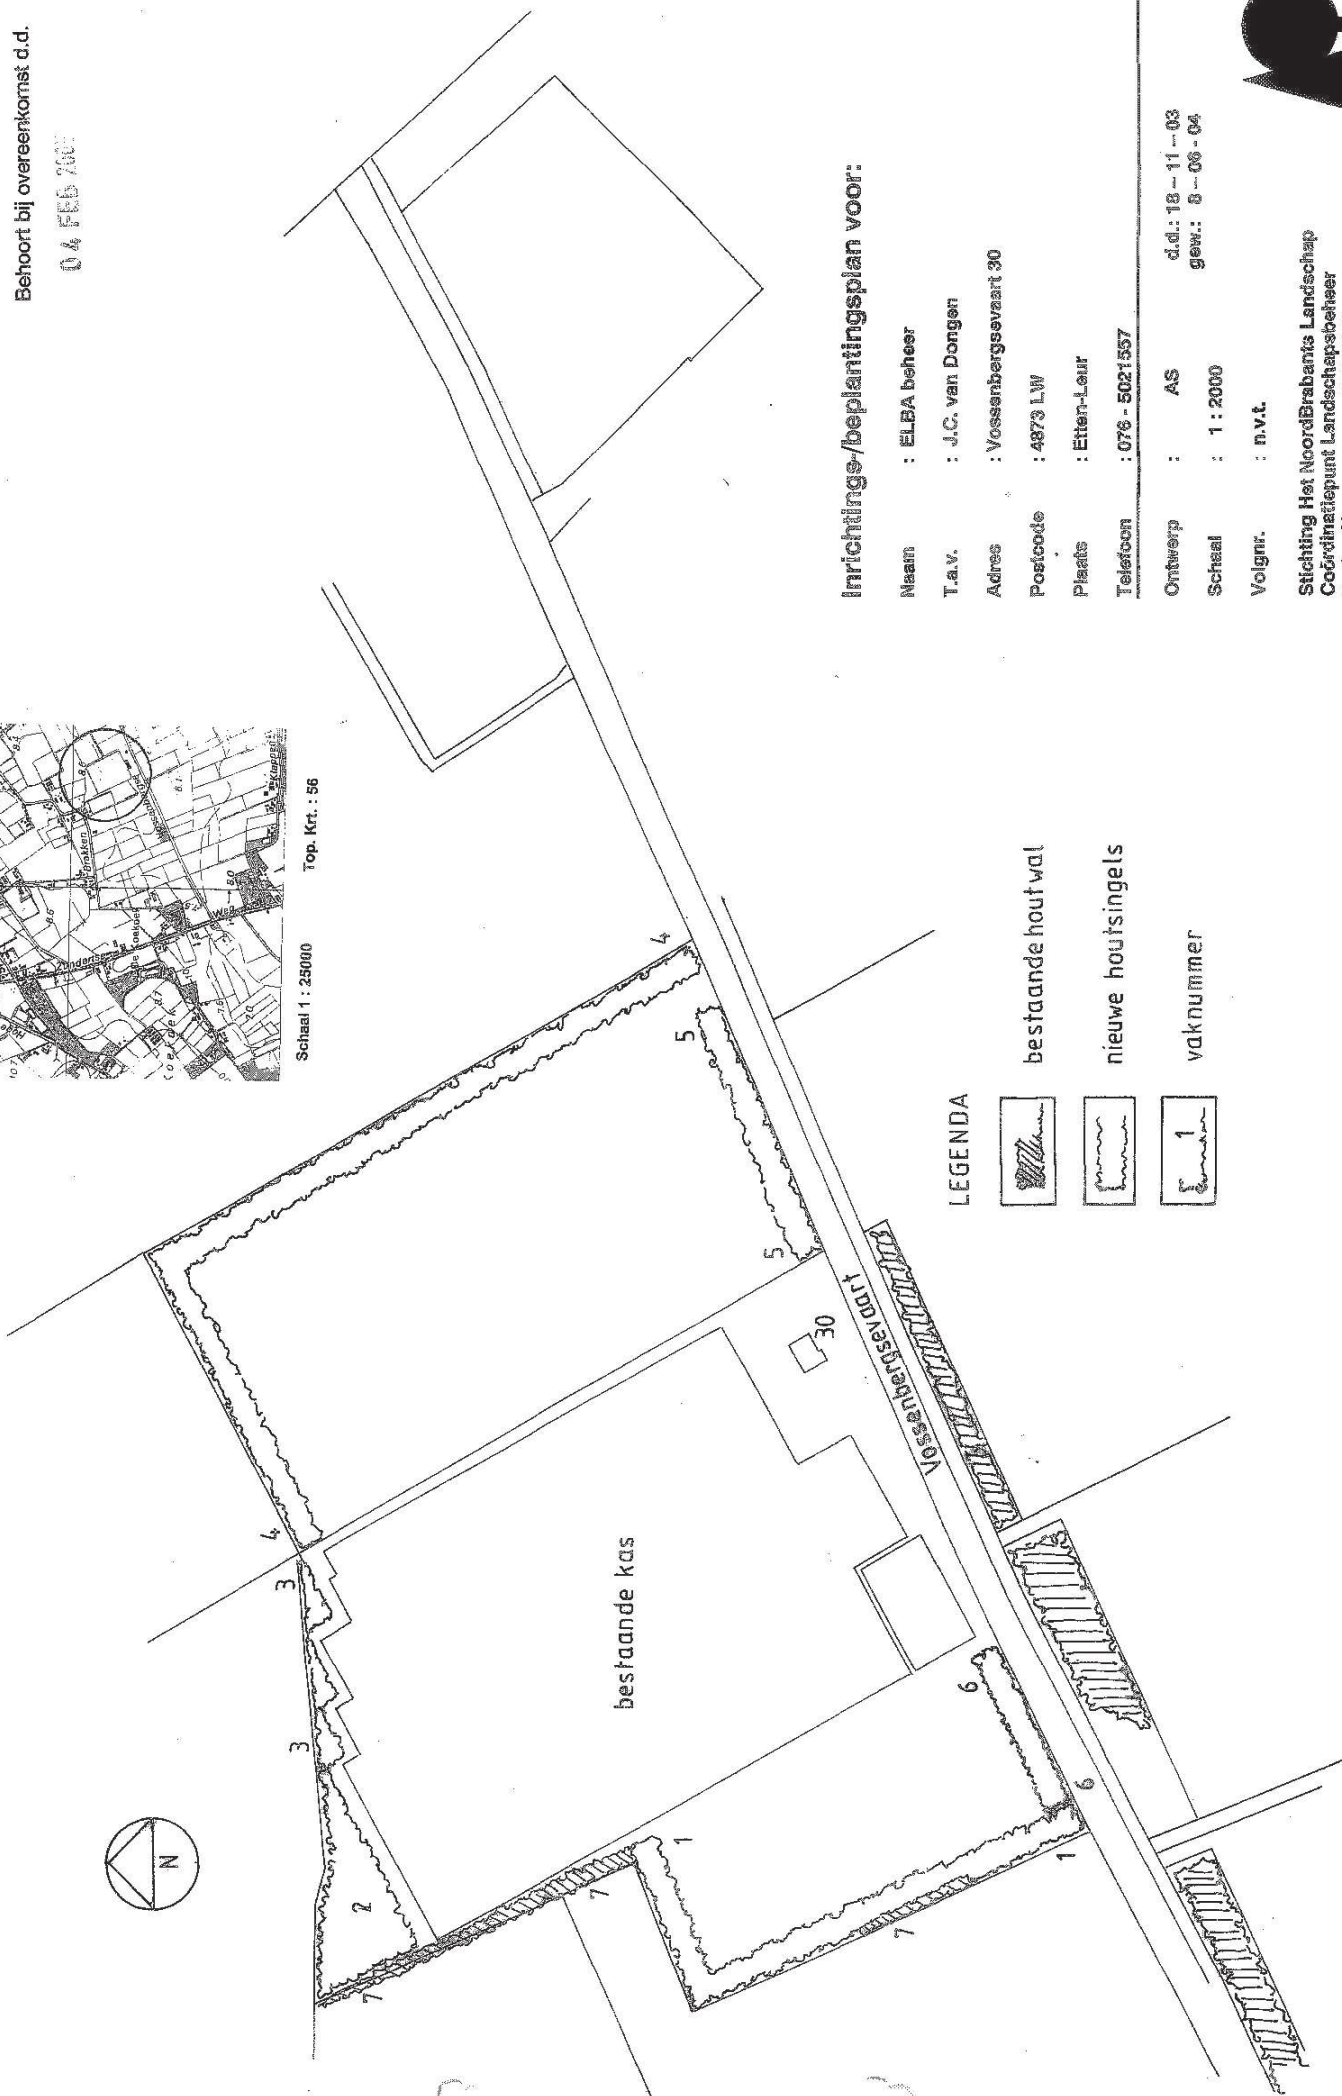 Behoort bij overeenkomst d.d.
04 FEB
Schaal 1 : 25000
Top. Krt. : 56
Inrichtings-/beplantingsplan voor:
Naam : ELBA beheer
T.a.v. : J.C. van Dongen
Adres : Vossenbergsevaart 30
Postcode : 4873 LW
Plaats : Etten-Leur
Telefoon : 076 - 5021557
Ontwerp : AS
d.d.: 18 – 11 – 03
Schaal : 1 : 2000
gew.: 8 – 06 - 04
Volgnr. : n.v.t.
Stichting Het NoordBrabants Landschap
Coördinatiepunt Landschapsbeheer
LEGENDA
bestaande houtwal
nieuwe houtsingels
1 vaknummer
N
bestaande kas
Vossenbergsevaart
30
1
1
2
3
3
4
4
5
5
6
6
7
7
7